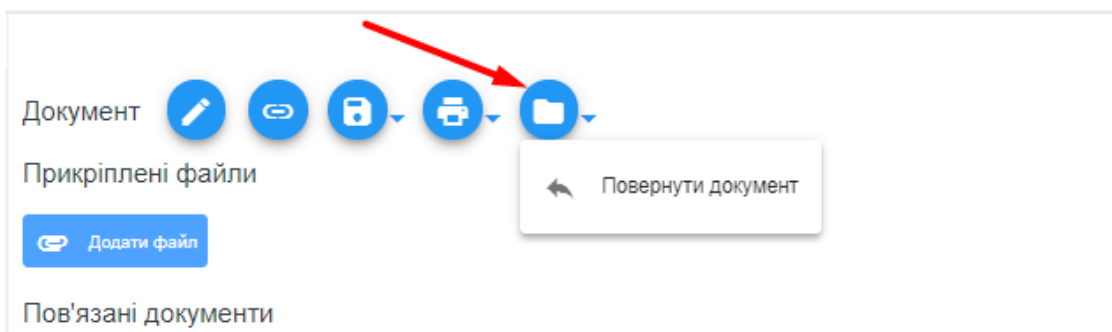 Документ
Повернути документ
Прикріплені файли
Додати файл
Пов'язані документи